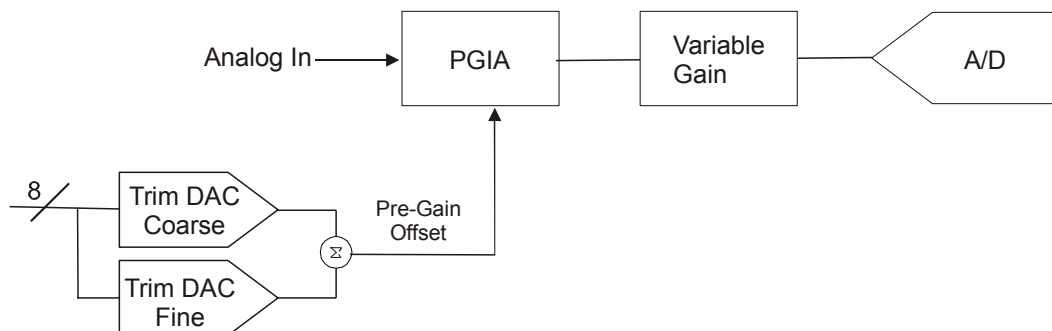 Analog In
PGIA
Variable
Gain
A/D
8
Trim DAC
Coarse
Pre-Gain
Offset
Σ
Trim DAC
Fine